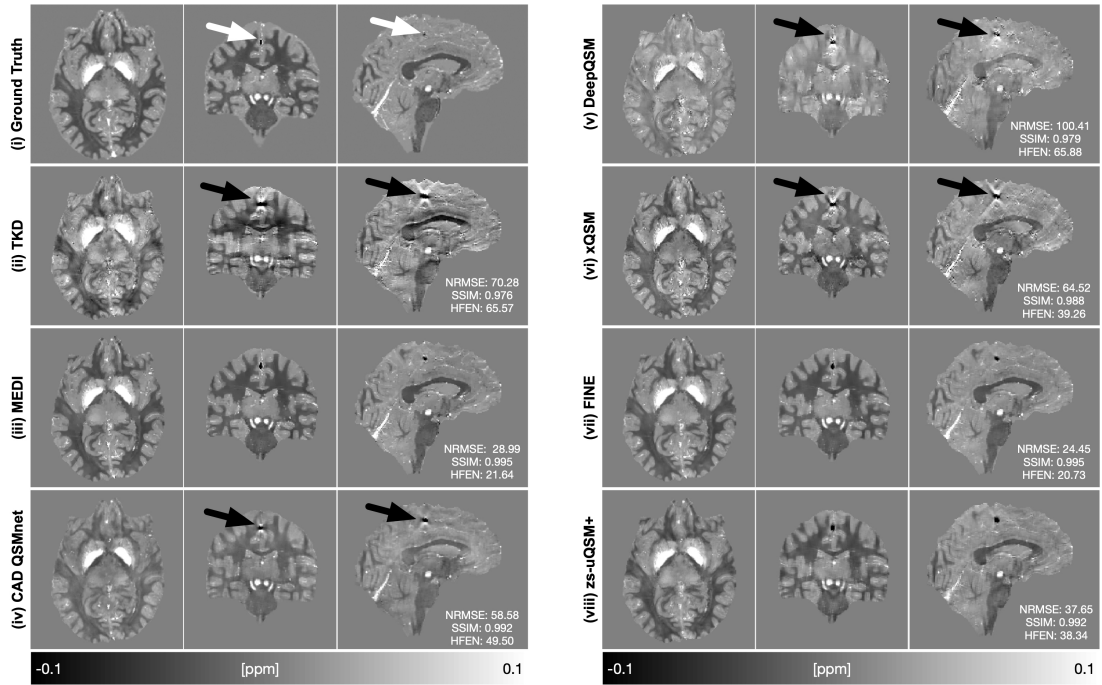 (i) Ground Truth
(ii) TKD
NRMSE: 70.28
SSIM: 0.976
HFEN: 65.57
(iii) MEDI
NRMSE: 28.99
SSIM: 0.995
HFEN: 21.64
(iv) CAD QSMnet
NRMSE: 58.58
SSIM: 0.992
HFEN: 49.50
-0.1 [ppm] 0.1
(v) DeepQSM
NRMSE: 100.41
SSIM: 0.979
HFEN: 65.88
(vi) xQSM
NRMSE: 64.52
SSIM: 0.988
HFEN: 39.26
(vii) FINE
NRMSE: 24.45
SSIM: 0.995
HFEN: 20.73
(viii) zs-uQSM+
NRMSE: 37.65
SSIM: 0.992
HFEN: 38.34
-0.1 [ppm] 0.1